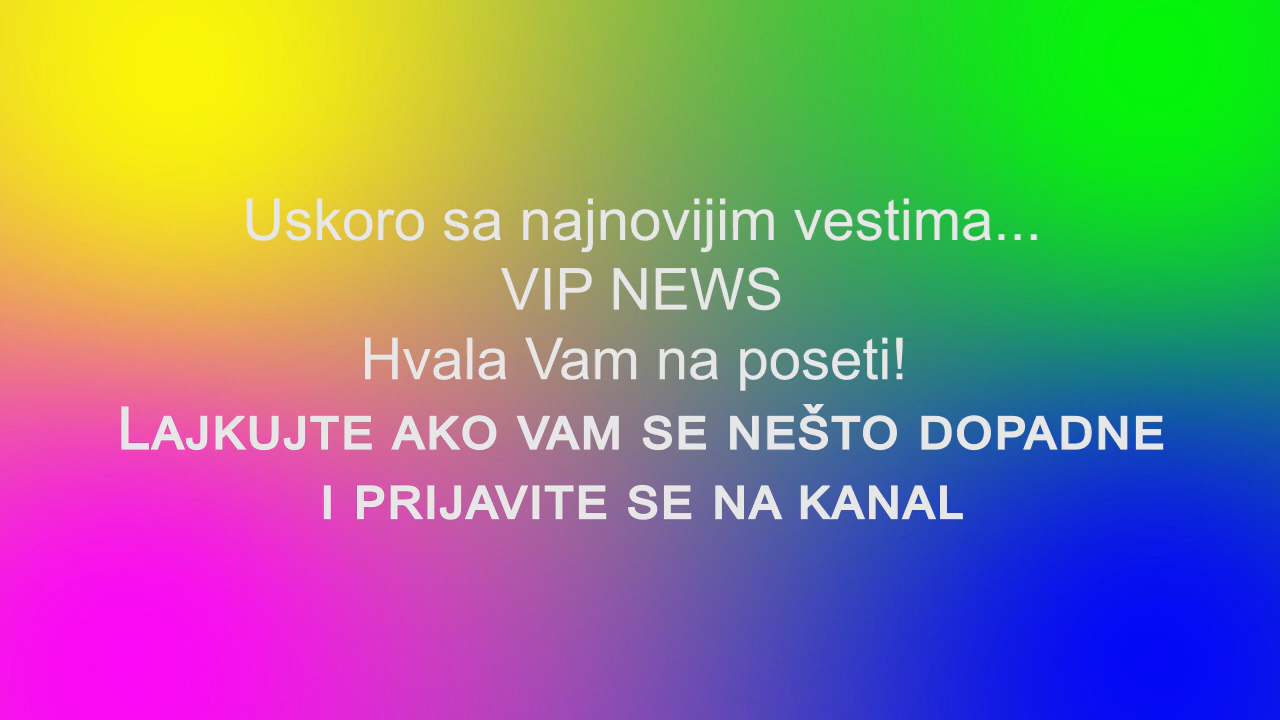 Uskoro sa najnovijim vestima...
VIP NEWS
Hvala Vam na poseti!
LAJKUJTE AKO VAM SE NEŠTO DOPADNE
I PRIJAVITE SE NA KANAL